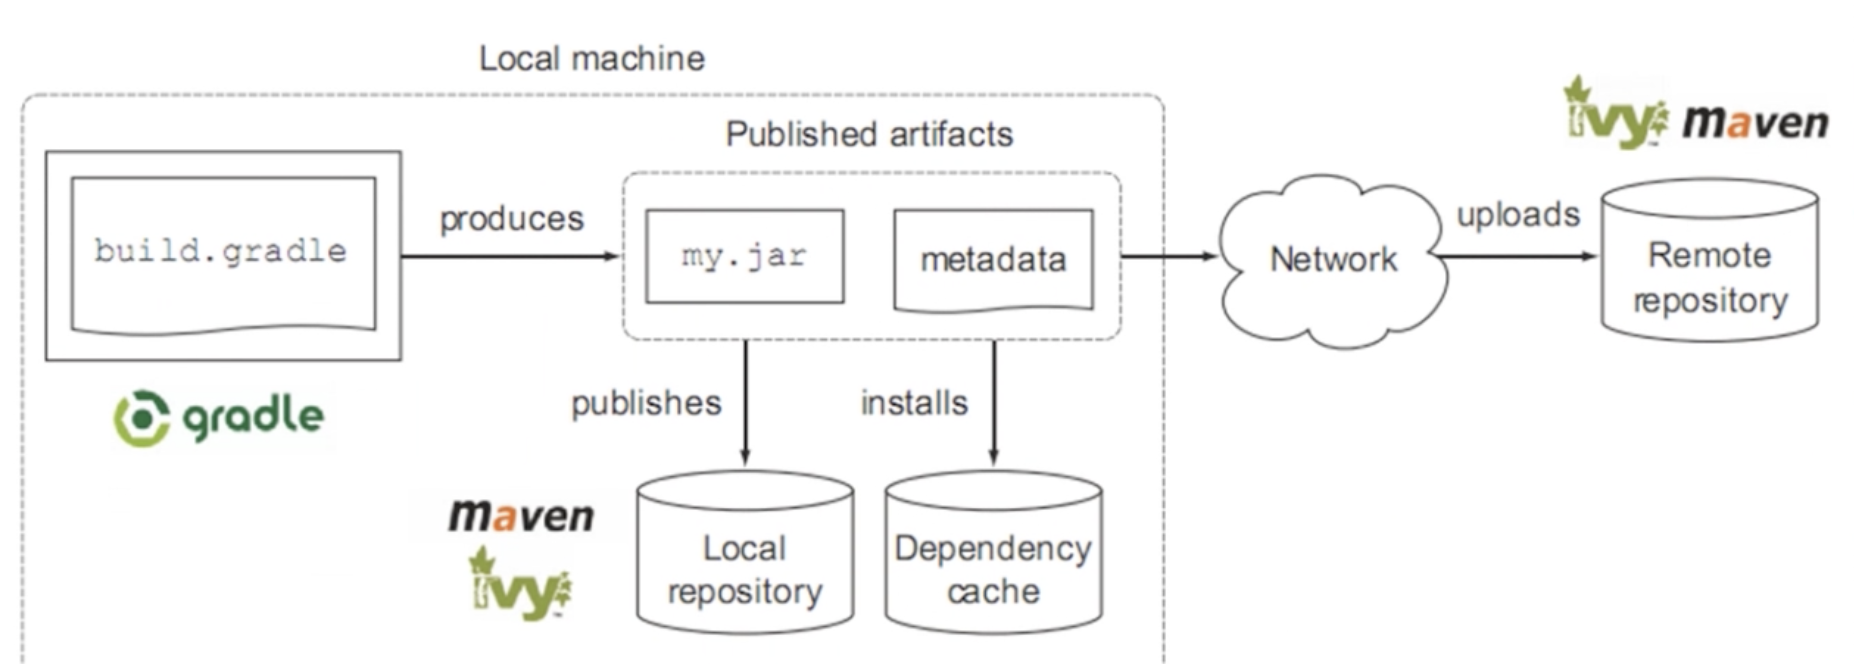 Local machine
Published artifacts
ivy maven
build.gradle
produces
my.jar
metadata
Network
uploads
Remote
repository
gradle
publishes
installs
maven
ivy
Local
repository
Dependency
cache